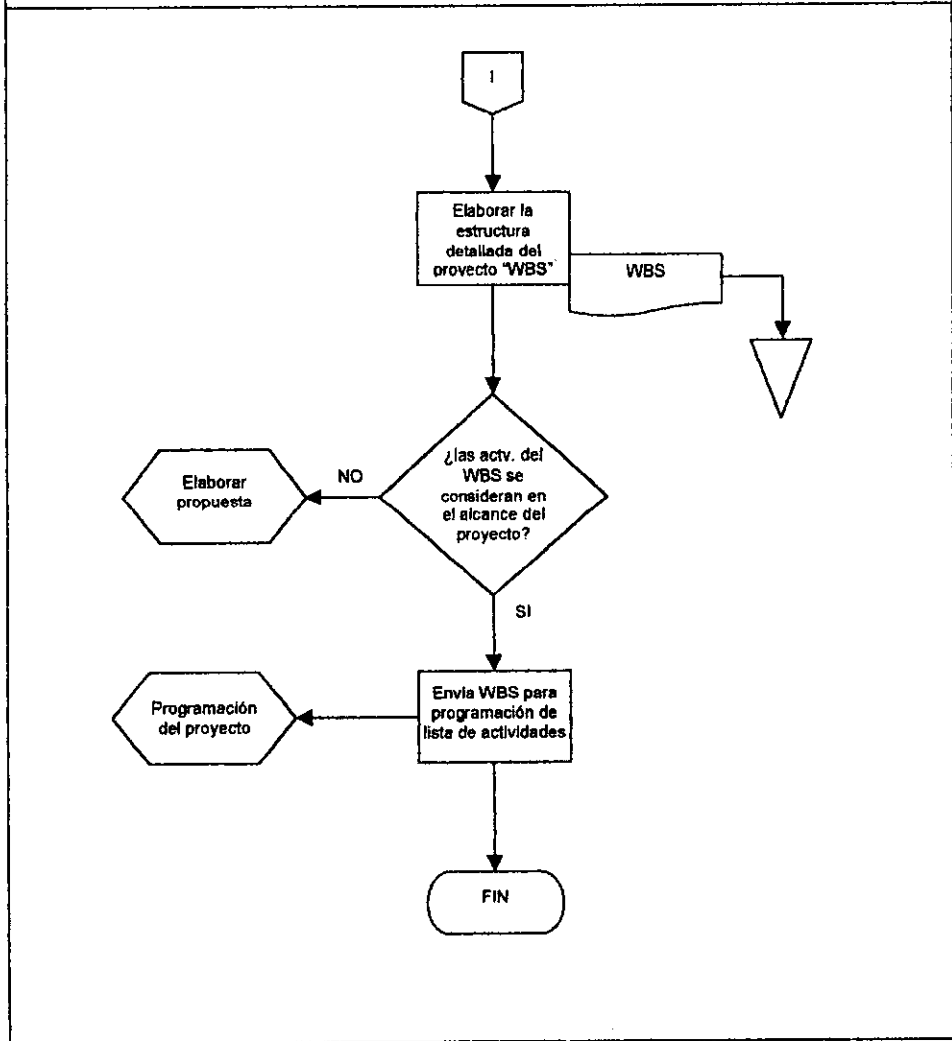 1
Elaborar la
estructura
detallada del
proyecto "WBS"
WBS
¿las actv. del
WBS se
consideran en
el alcance del
proyecto?
NO
Elaborar
propuesta
SI
Envía WBS para
programación de
lista de actividades
Programación
del proyecto
FIN